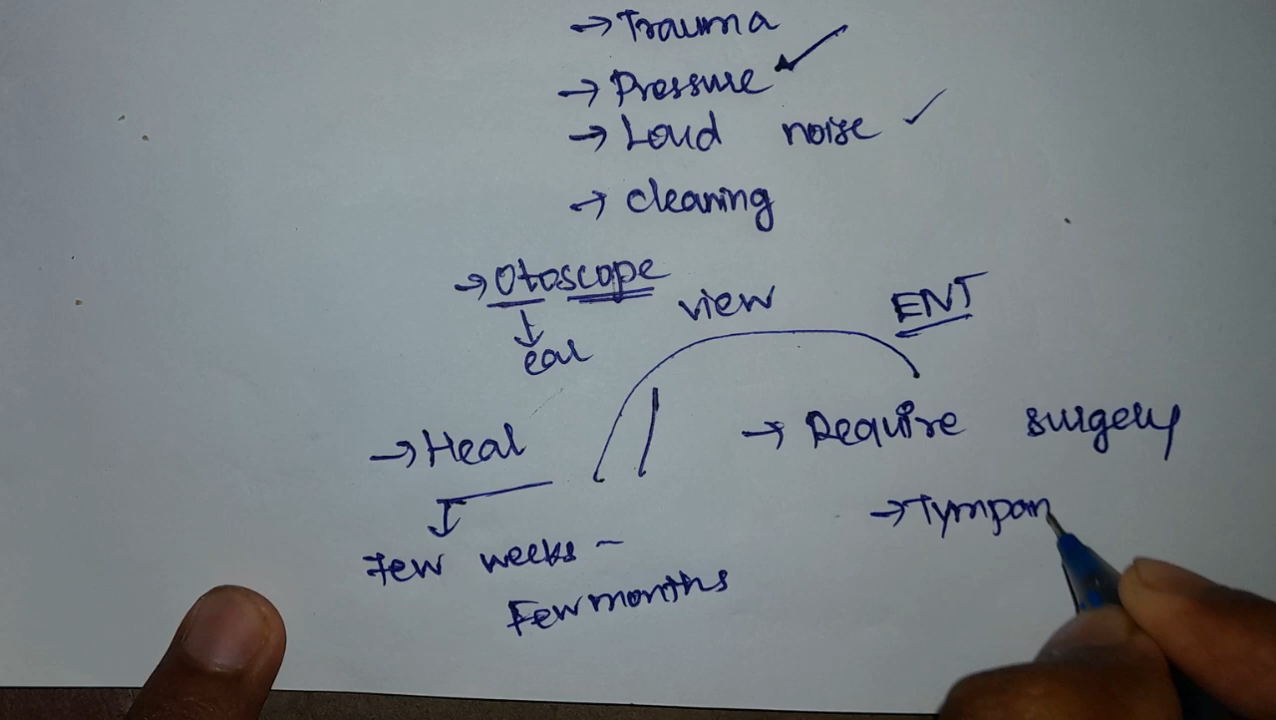 → Trauma
→ Pressure
→ Loud noise ✓
→ cleaning
→ Otoscope
view
ENT
ear
→ Heal
→ Require surgery
→ Tympan
Few weeks –
Few months